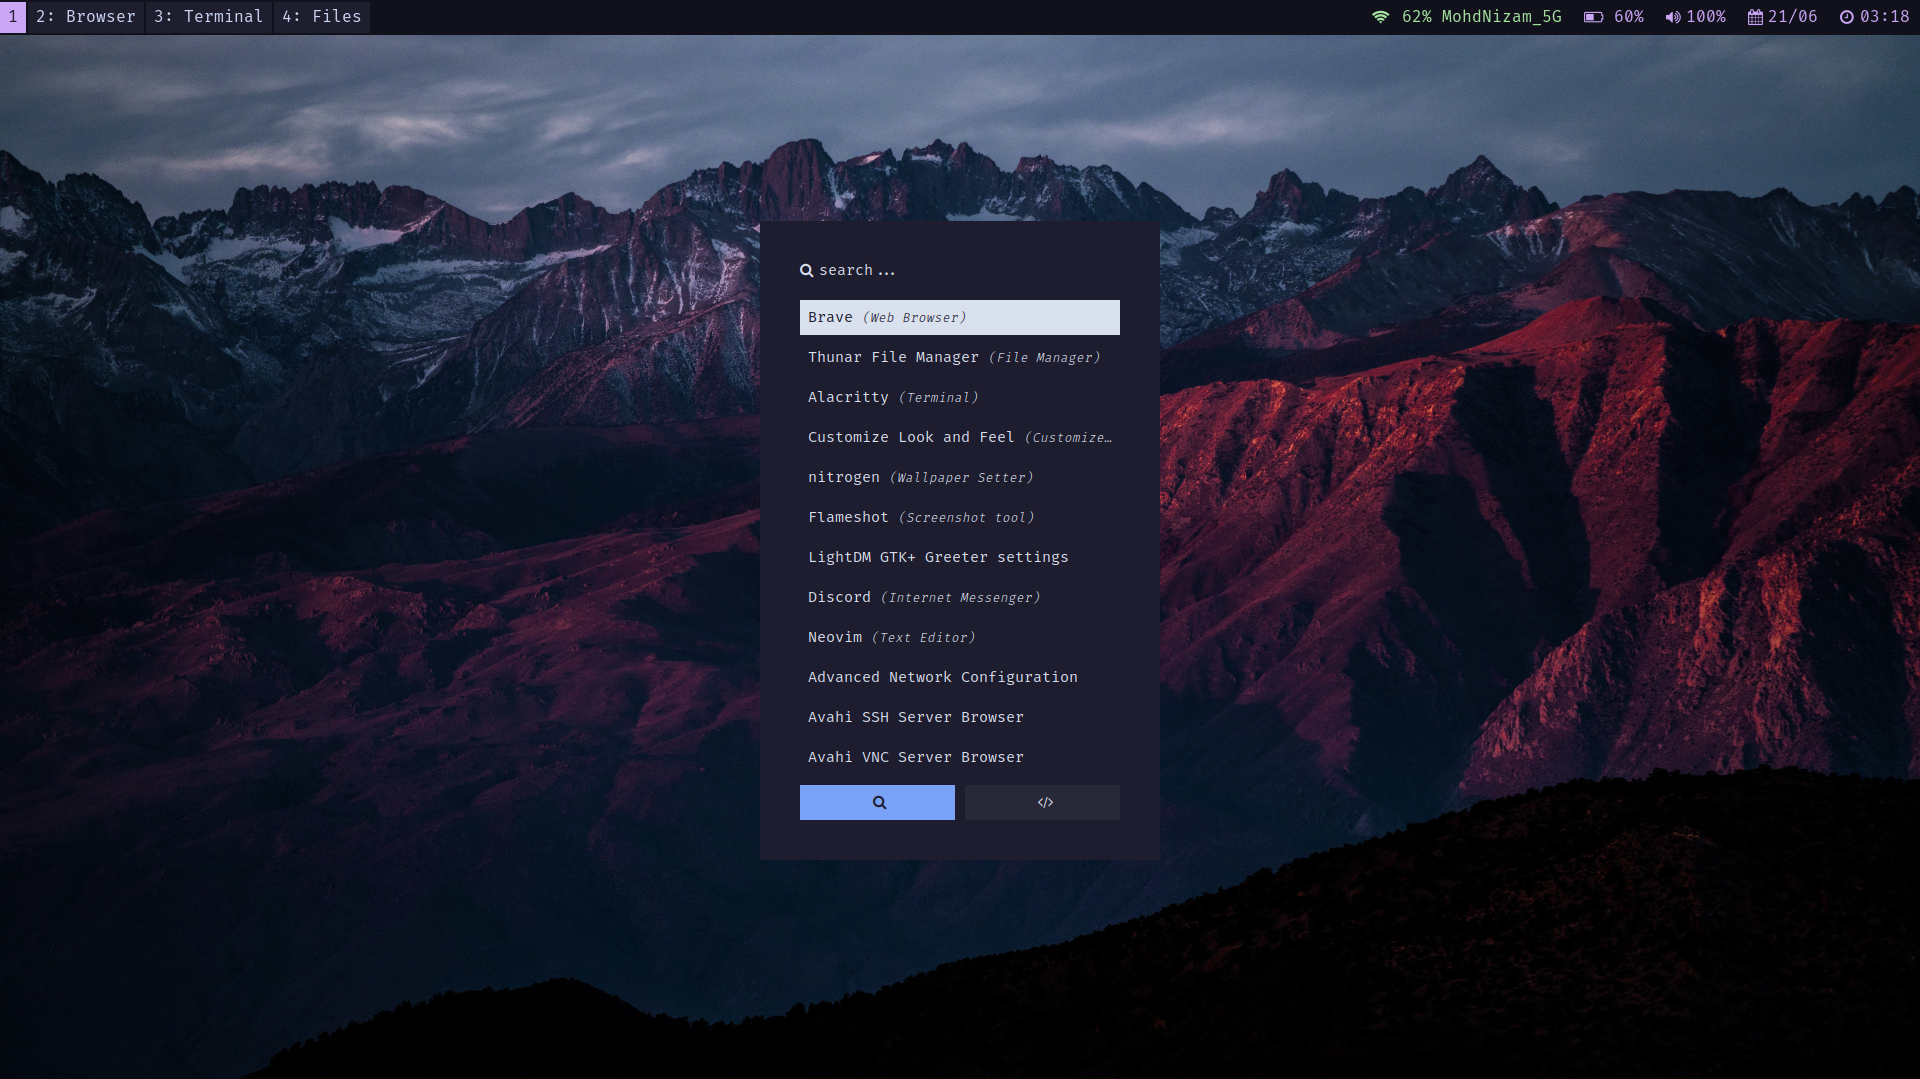 1 2: Browser 3: Terminal 4: Files 62% MohdNizam_5G 60% 100% 21/06 03:18
search...
Brave (Web Browser)
Thunar File Manager (File Manager)
Alacritty (Terminal)
Customize Look and Feel (Customize…
nitrogen (Wallpaper Setter)
Flameshot (Screenshot tool)
LightDM GTK+ Greeter settings
Discord (Internet Messenger)
Neovim (Text Editor)
Advanced Network Configuration
Avahi SSH Server Browser
Avahi VNC Server Browser